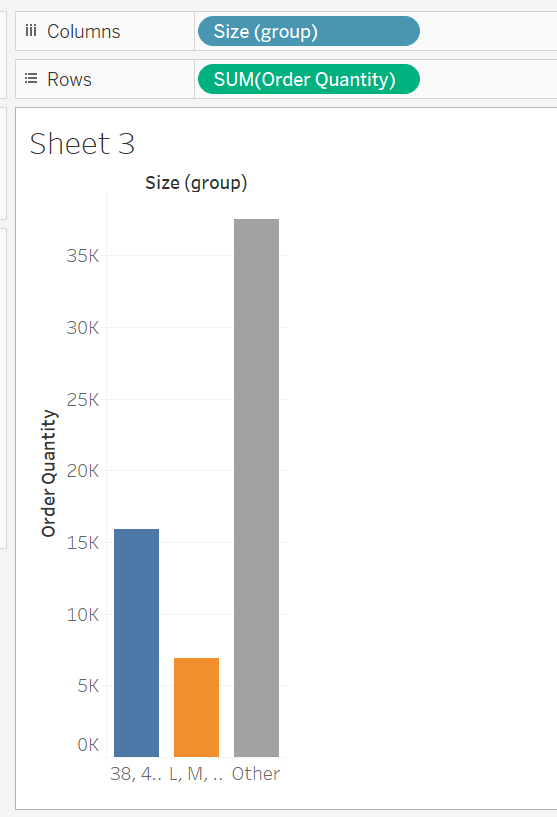 Columns Size (group)
Rows SUM(Order Quantity)
Sheet 3
Size (group)
35K
30K
25K
20K
15K
10K
5K
0K
Order Quantity
38, 4.. L, M, .. Other